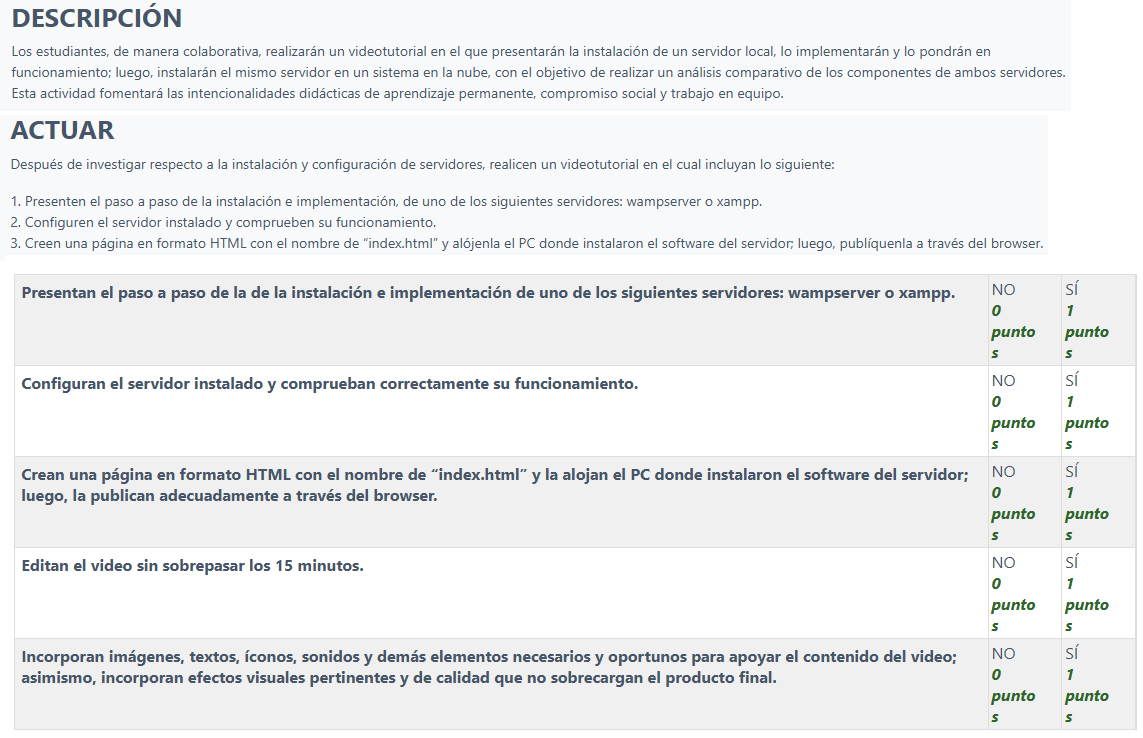 DESCRIPCIÓN
Los estudiantes, de manera colaborativa, realizarán un videotutorial en el que presentarán la instalación de un servidor local, lo implementarán y lo pondrán en
funcionamiento; luego, instalarán el mismo servidor en un sistema en la nube, con el objetivo de realizar un análisis comparativo de los componentes de ambos servidores.
Esta actividad fomentará las intencionalidades didácticas de aprendizaje permanente, compromiso social y trabajo en equipo.
ACTUAR
Después de investigar respecto a la instalación y configuración de servidores, realicen un videotutorial en el cual incluyan lo siguiente:
1. Presenten el paso a paso de la instalación e implementación, de uno de los siguientes servidores: wampserver o xampp.
2. Configuren el servidor instalado y comprueben su funcionamiento.
3. Creen una página en formato HTML con el nombre de “index.html” y alójenla el PC donde instalaron el software del servidor; luego, publíquenla a través del browser.
Presentan el paso a paso de la de la instalación e implementación de uno de los siguientes servidores: wampserver o xampp.
NO
0
punto
s
SÍ
1
punto
s
Configuran el servidor instalado y comprueban correctamente su funcionamiento.
NO
0
punto
s
SÍ
1
punto
s
Crean una página en formato HTML con el nombre de “index.html” y la alojan el PC donde instalaron el software del servidor;
luego, la publican adecuadamente a través del browser.
NO
0
punto
s
SÍ
1
punto
s
Editan el video sin sobrepasar los 15 minutos.
NO
0
punto
s
SÍ
1
punto
s
Incorporan imágenes, textos, íconos, sonidos y demás elementos necesarios y oportunos para apoyar el contenido del video;
asimismo, incorporan efectos visuales pertinentes y de calidad que no sobrecargan el producto final.
NO
0
punto
s
SÍ
1
punto
s